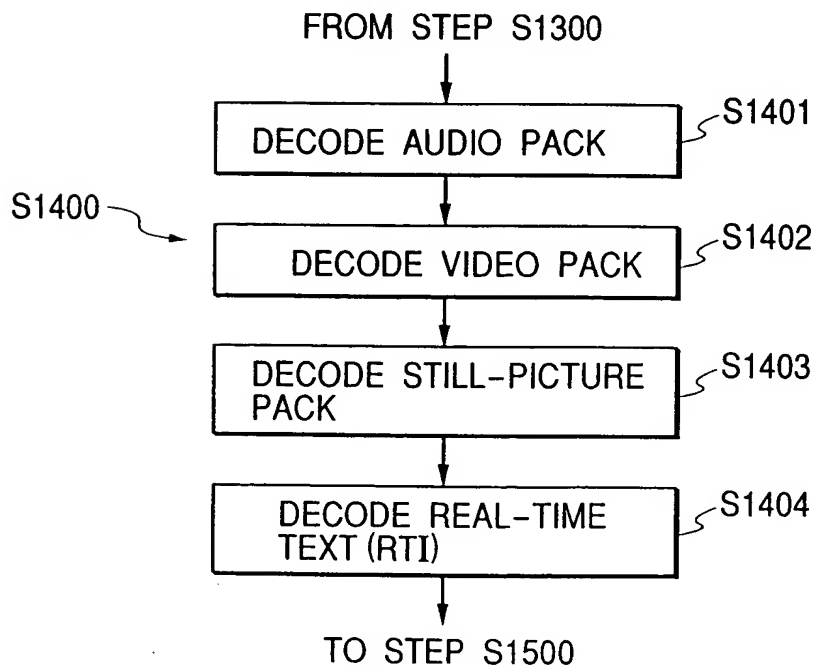 FROM STEP S1300
DECODE AUDIO PACK
S1401
S1400
DECODE VIDEO PACK
S1402
DECODE STILL-PICTURE
PACK
S1403
DECODE REAL-TIME
TEXT (RTI)
S1404
TO STEP S1500